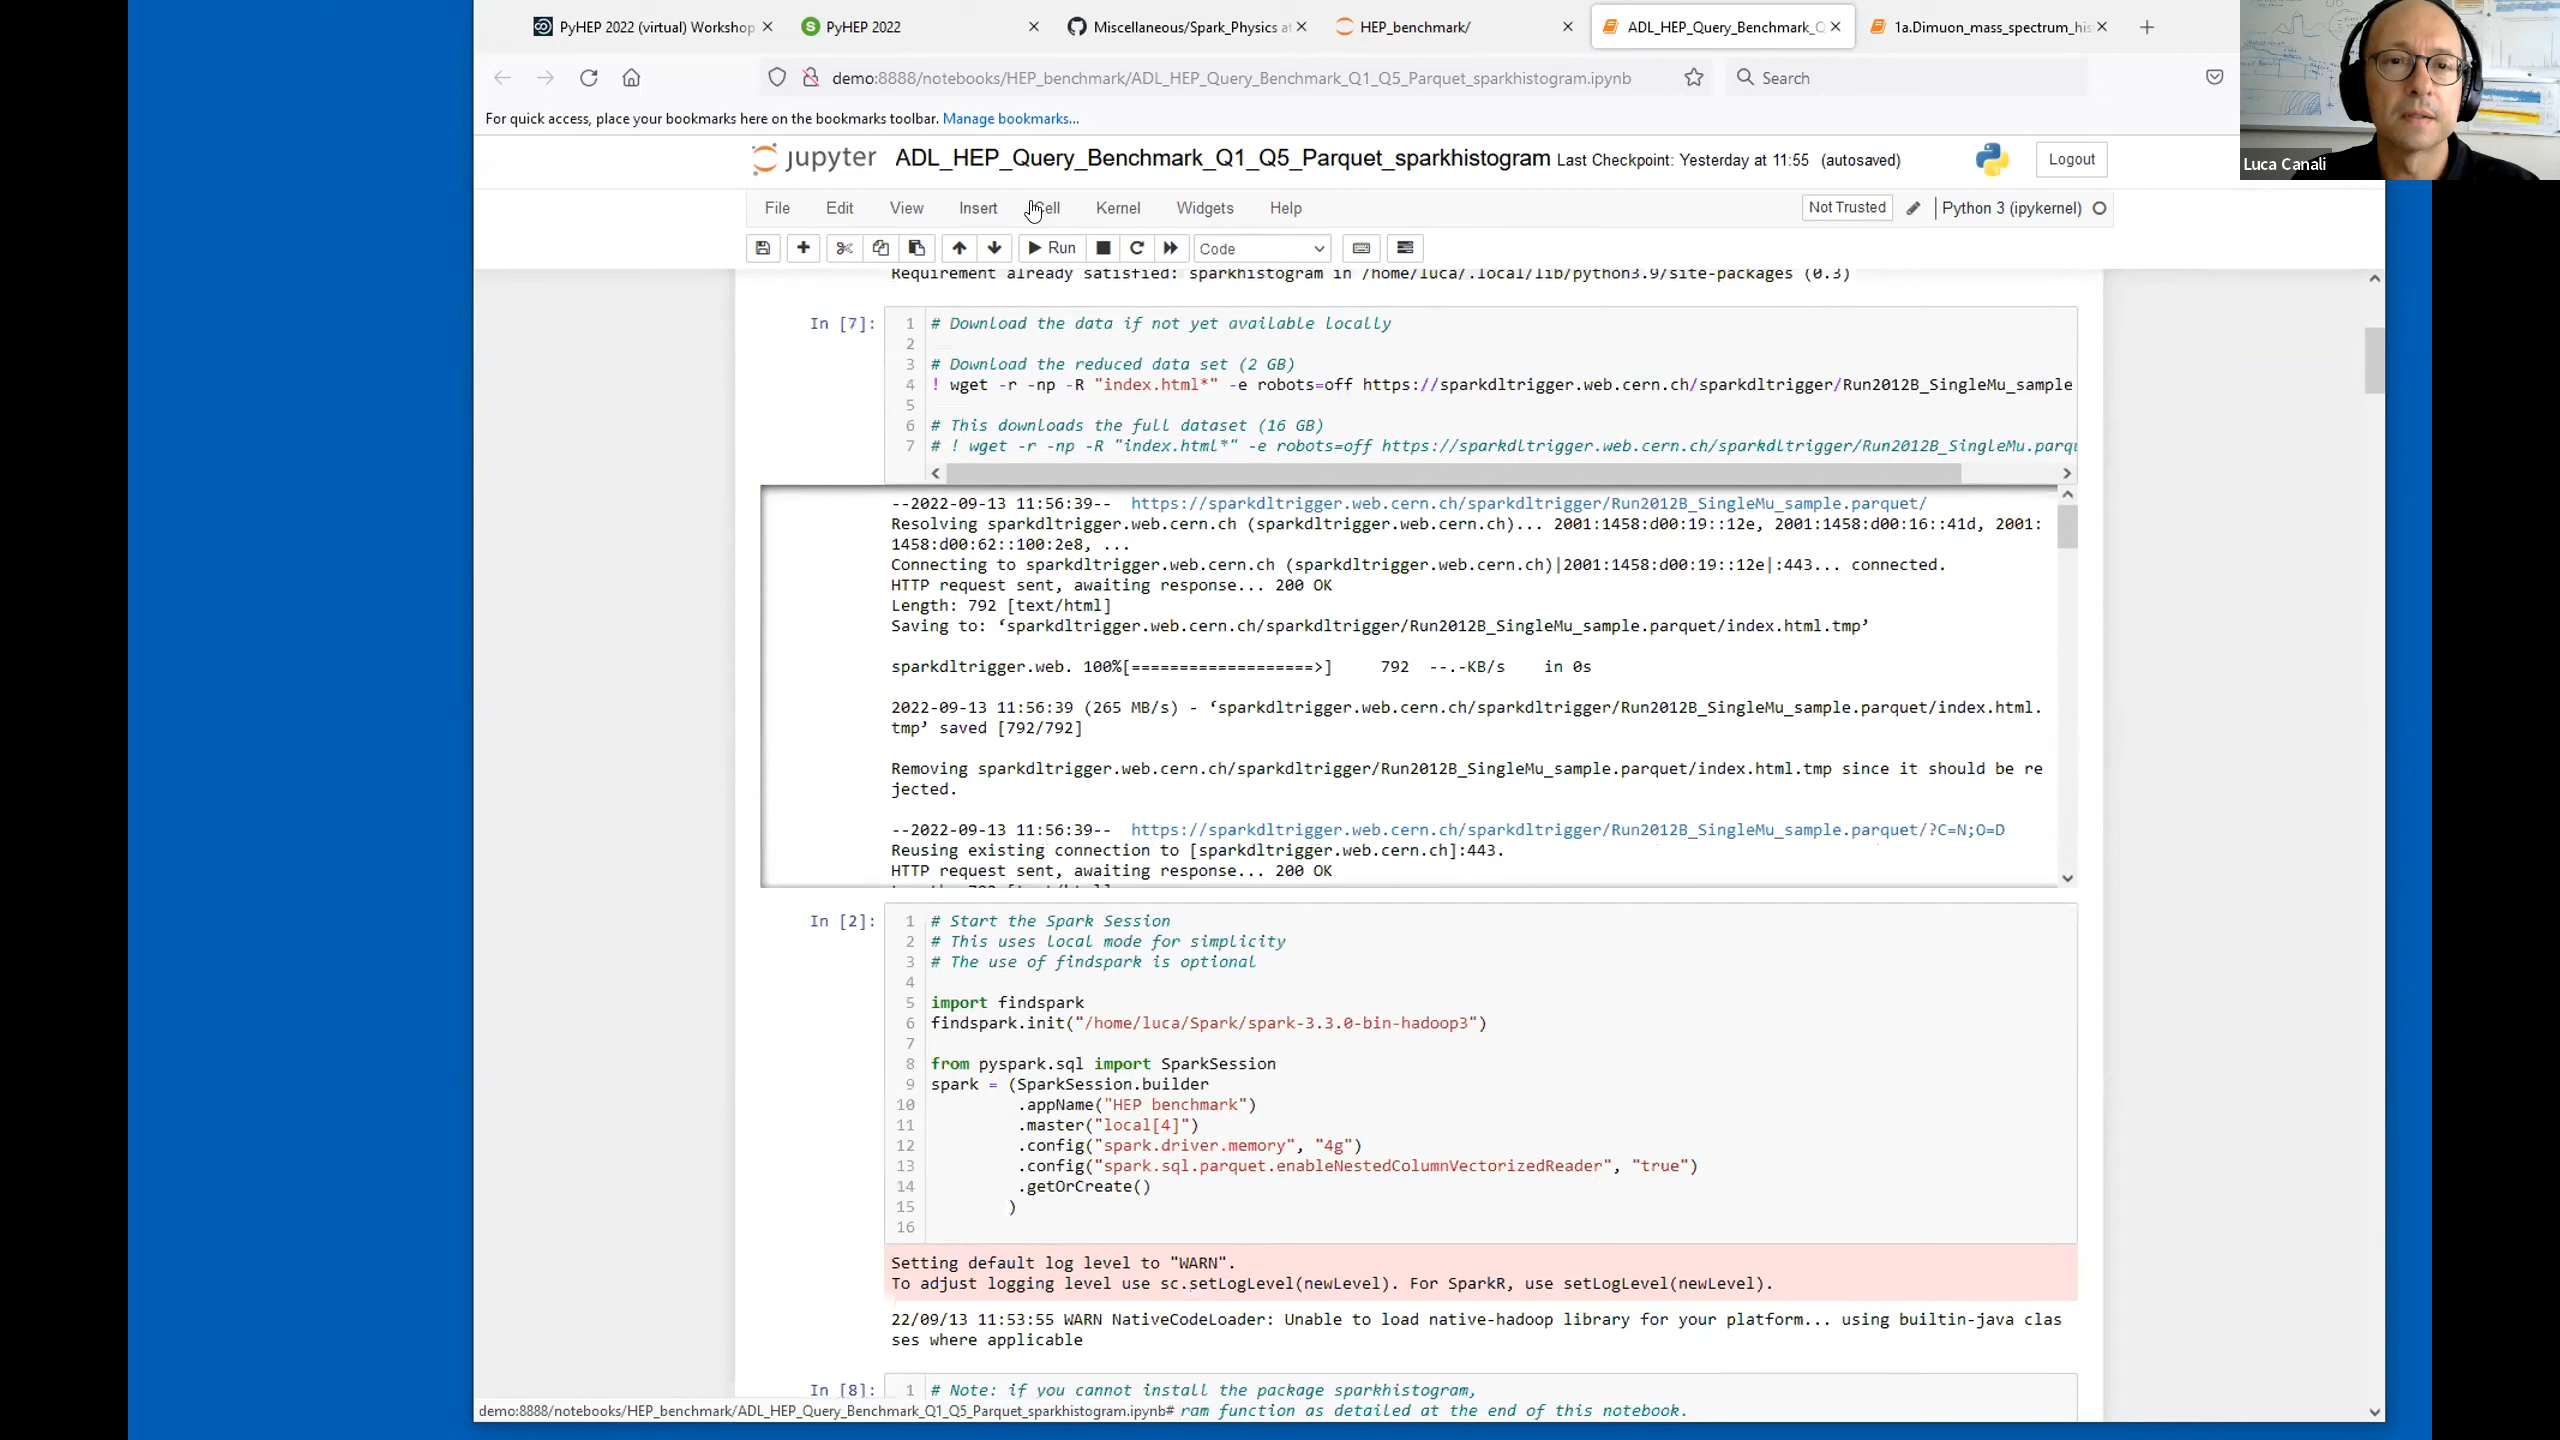 PyHEP 2022 (virtual) Workshop
PyHEP 2022
Miscellaneous/Spark_Physics at
HEP_benchmark/
ADL_HEP_Query_Benchmark_Q
1a.Dimuon_mass_spectrum_his
demo:8888/notebooks/HEP_benchmark/ADL_HEP_Query_Benchmark_Q1_Q5_Parquet_sparkhistogram.ipynb
Search
For quick access, place your bookmarks here on the bookmarks toolbar. Manage bookmarks...
Luca Canali
jupyter ADL_HEP_Query_Benchmark_Q1_Q5_Parquet_sparkhistogram Last Checkpoint: Yesterday at 11:55 (autosaved)
Logout
File Edit View Insert Cell Kernel Widgets Help
Not Trusted
Python 3 (ipykernel)
Run
Code
Requirement already satisfied: sparkhistogram in /home/luca/.local/lib/python3.9/site-packages (0.3)
In [7]:
1 # Download the data if not yet available locally
2
3 # Download the reduced data set (2 GB)
4 ! wget -r -np -R "index.html*" -e robots=off https://sparkdltrigger.web.cern.ch/sparkdltrigger/Run2012B_SingleMu_sample
5
6 # This downloads the full dataset (16 GB)
7 # ! wget -r -np -R "index.html*" -e robots=off https://sparkdltrigger.web.cern.ch/sparkdltrigger/Run2012B_SingleMu.parqu
--2022-09-13 11:56:39-- https://sparkdltrigger.web.cern.ch/sparkdltrigger/Run2012B_SingleMu_sample.parquet/
Resolving sparkdltrigger.web.cern.ch (sparkdltrigger.web.cern.ch)... 2001:1458:d00:19::12e, 2001:1458:d00:16::41d, 2001:
1458:d00:62::100:2e8, ...
Connecting to sparkdltrigger.web.cern.ch (sparkdltrigger.web.cern.ch)|2001:1458:d00:19::12e|:443... connected.
HTTP request sent, awaiting response... 200 OK
Length: 792 [text/html]
Saving to: ‘sparkdltrigger.web.cern.ch/sparkdltrigger/Run2012B_SingleMu_sample.parquet/index.html.tmp’
sparkdltrigger.web. 100%[===================>] 792 --.-KB/s in 0s
2022-09-13 11:56:39 (265 MB/s) - ‘sparkdltrigger.web.cern.ch/sparkdltrigger/Run2012B_SingleMu_sample.parquet/index.html.
tmp’ saved [792/792]
Removing sparkdltrigger.web.cern.ch/sparkdltrigger/Run2012B_SingleMu_sample.parquet/index.html.tmp since it should be re
jected.
--2022-09-13 11:56:39-- https://sparkdltrigger.web.cern.ch/sparkdltrigger/Run2012B_SingleMu_sample.parquet/?C=N;O=D
Reusing existing connection to [sparkdltrigger.web.cern.ch]:443.
HTTP request sent, awaiting response... 200 OK
In [2]:
1 # Start the Spark Session
2 # This uses local mode for simplicity
3 # The use of findspark is optional
4
5 import findspark
6 findspark.init("/home/luca/Spark/spark-3.3.0-bin-hadoop3")
7
8 from pyspark.sql import SparkSession
9 spark = (SparkSession.builder
10 .appName("HEP benchmark")
11 .master("local[4]")
12 .config("spark.driver.memory", "4g")
13 .config("spark.sql.parquet.enableNestedColumnVectorizedReader", "true")
14 .getOrCreate()
15 )
16
Setting default log level to "WARN".
To adjust logging level use sc.setLogLevel(newLevel). For SparkR, use setLogLevel(newLevel).
22/09/13 11:53:55 WARN NativeCodeLoader: Unable to load native-hadoop library for your platform... using builtin-java clas
ses where applicable
In [8]:
1 # Note: if you cannot install the package sparkhistogram,
demo:8888/notebooks/HEP_benchmark/ADL_HEP_Query_Benchmark_Q1_Q5_Parquet_sparkhistogram.ipynb# ram function as detailed at the end of this notebook.